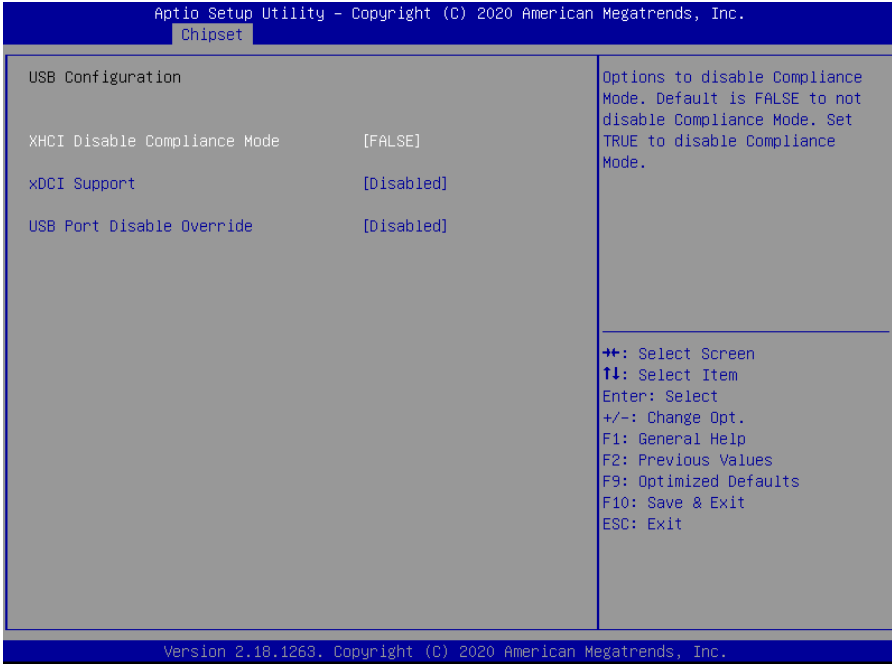 Aptio Setup Utility – Copyright (C) 2020 American Megatrends, Inc.
Chipset
USB Configuration
XHCI Disable Compliance Mode [FALSE]
xDCI Support [Disabled]
USB Port Disable Override [Disabled]
Options to disable Compliance
Mode. Default is FALSE to not
disable Compliance Mode. Set
TRUE to disable Compliance
Mode.
→←: Select Screen
↑↓: Select Item
Enter: Select
+/-: Change Opt.
F1: General Help
F2: Previous Values
F9: Optimized Defaults
F10: Save & Exit
ESC: Exit
Version 2.18.1263. Copyright (C) 2020 American Megatrends, Inc.